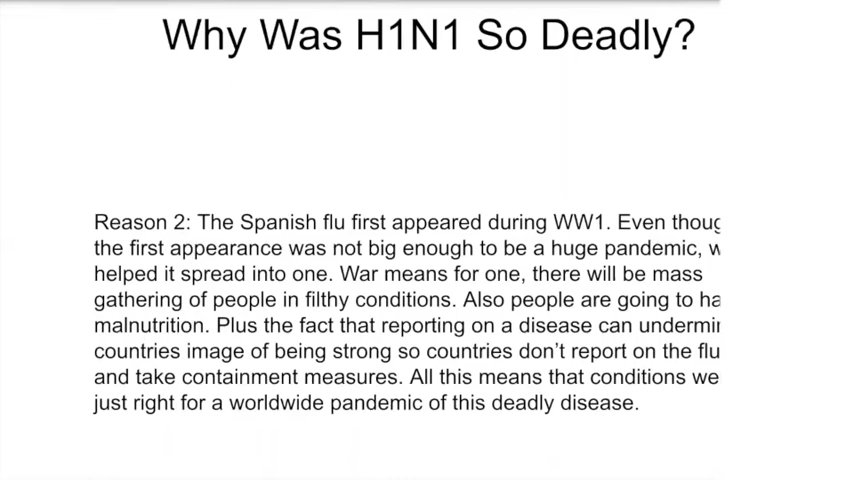 Why Was H1N1 So Deadly?
Reason 2: The Spanish flu first appeared during WW1. Even
the first appearance was not big enough to be a huge pandemic,
helped it spread into one. War means for one, there will be mass
gathering of people in filthy conditions. Also people are going to
malnutrition. Plus the fact that reporting on a disease can
countries image of being strong so countries don't report on the flu
and take containment measures. All this means that conditions
just right for a worldwide pandemic of this deadly disease.